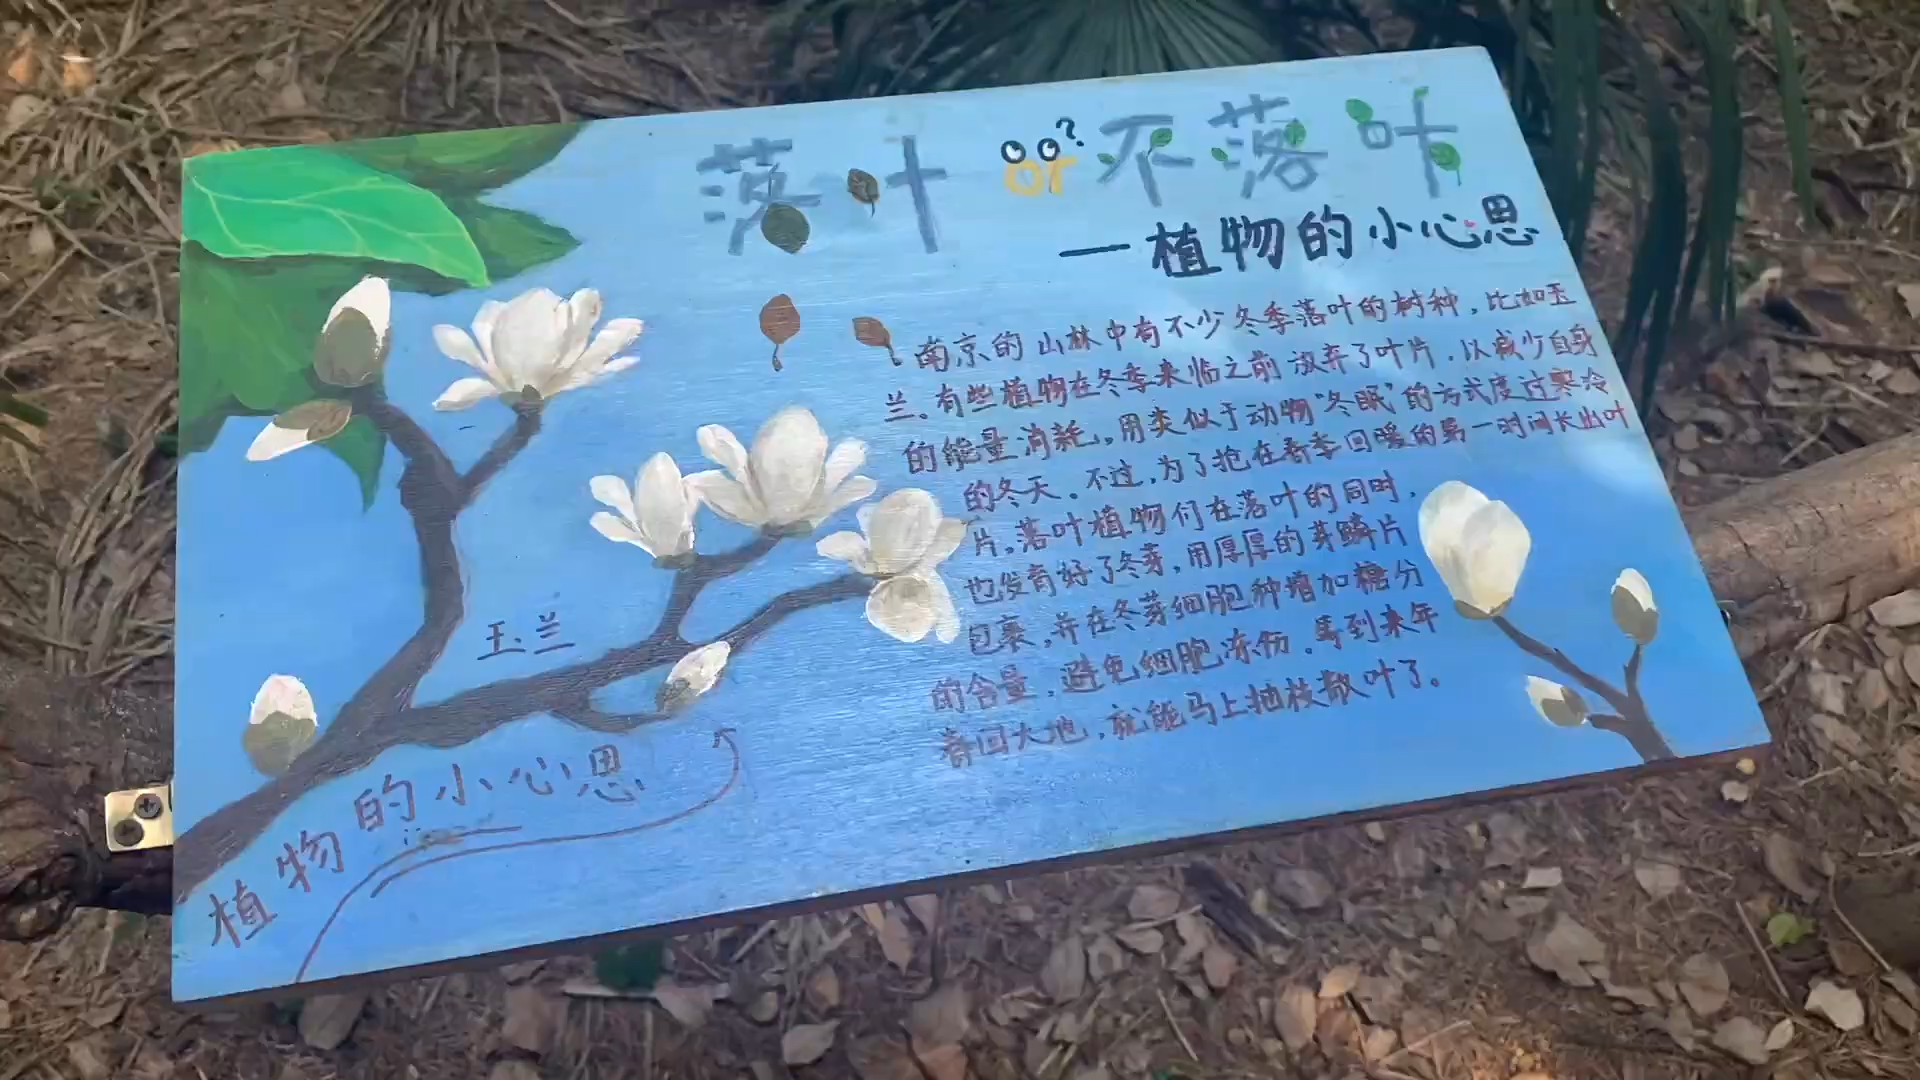 落叶 or? 不落叶
—植物的小心思
南京的山林中有不少冬季落叶的树种，比如玉
兰。有些植物在冬季来临之前放弃了叶片，以减少自身
的能量消耗，用类似于动物“冬眠”的方式度过寒冷
的冬天。不过，为了抢在春季回暖的第一时间长出叶
片，落叶植物们在落叶的同时，
也发育好了冬芽，用厚厚的芽鳞片
包裹，并在冬芽细胞种增加糖分
的含量，避免细胞冻伤。等到来年
春回大地，就能马上抽枝散叶了。
玉兰
植物的小心思